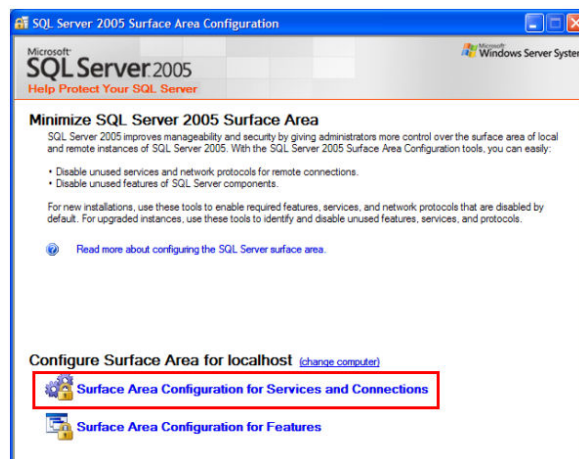 SQL Server 2005 Surface Area Configuration
Microsoft
SQL Server 2005
Help Protect Your SQL Server
Microsoft
Windows Server System
Minimize SQL Server 2005 Surface Area
SQL Server 2005 improves manageability and security by giving administrators more control over the surface area of local
and remote instances of SQL Server 2005. With the SQL Server 2005 Surface Area Configuration tools, you can easily:
• Disable unused services and network protocols for remote connections.
• Disable unused features of SQL Server components.
For new installations, use these tools to enable required features, services, and network protocols that are disabled by
default. For upgraded instances, use these tools to identify and disable unused features, services, and protocols.
Read more about configuring the SQL Server surface area.
Configure Surface Area for localhost (change computer)
Surface Area Configuration for Services and Connections
Surface Area Configuration for Features